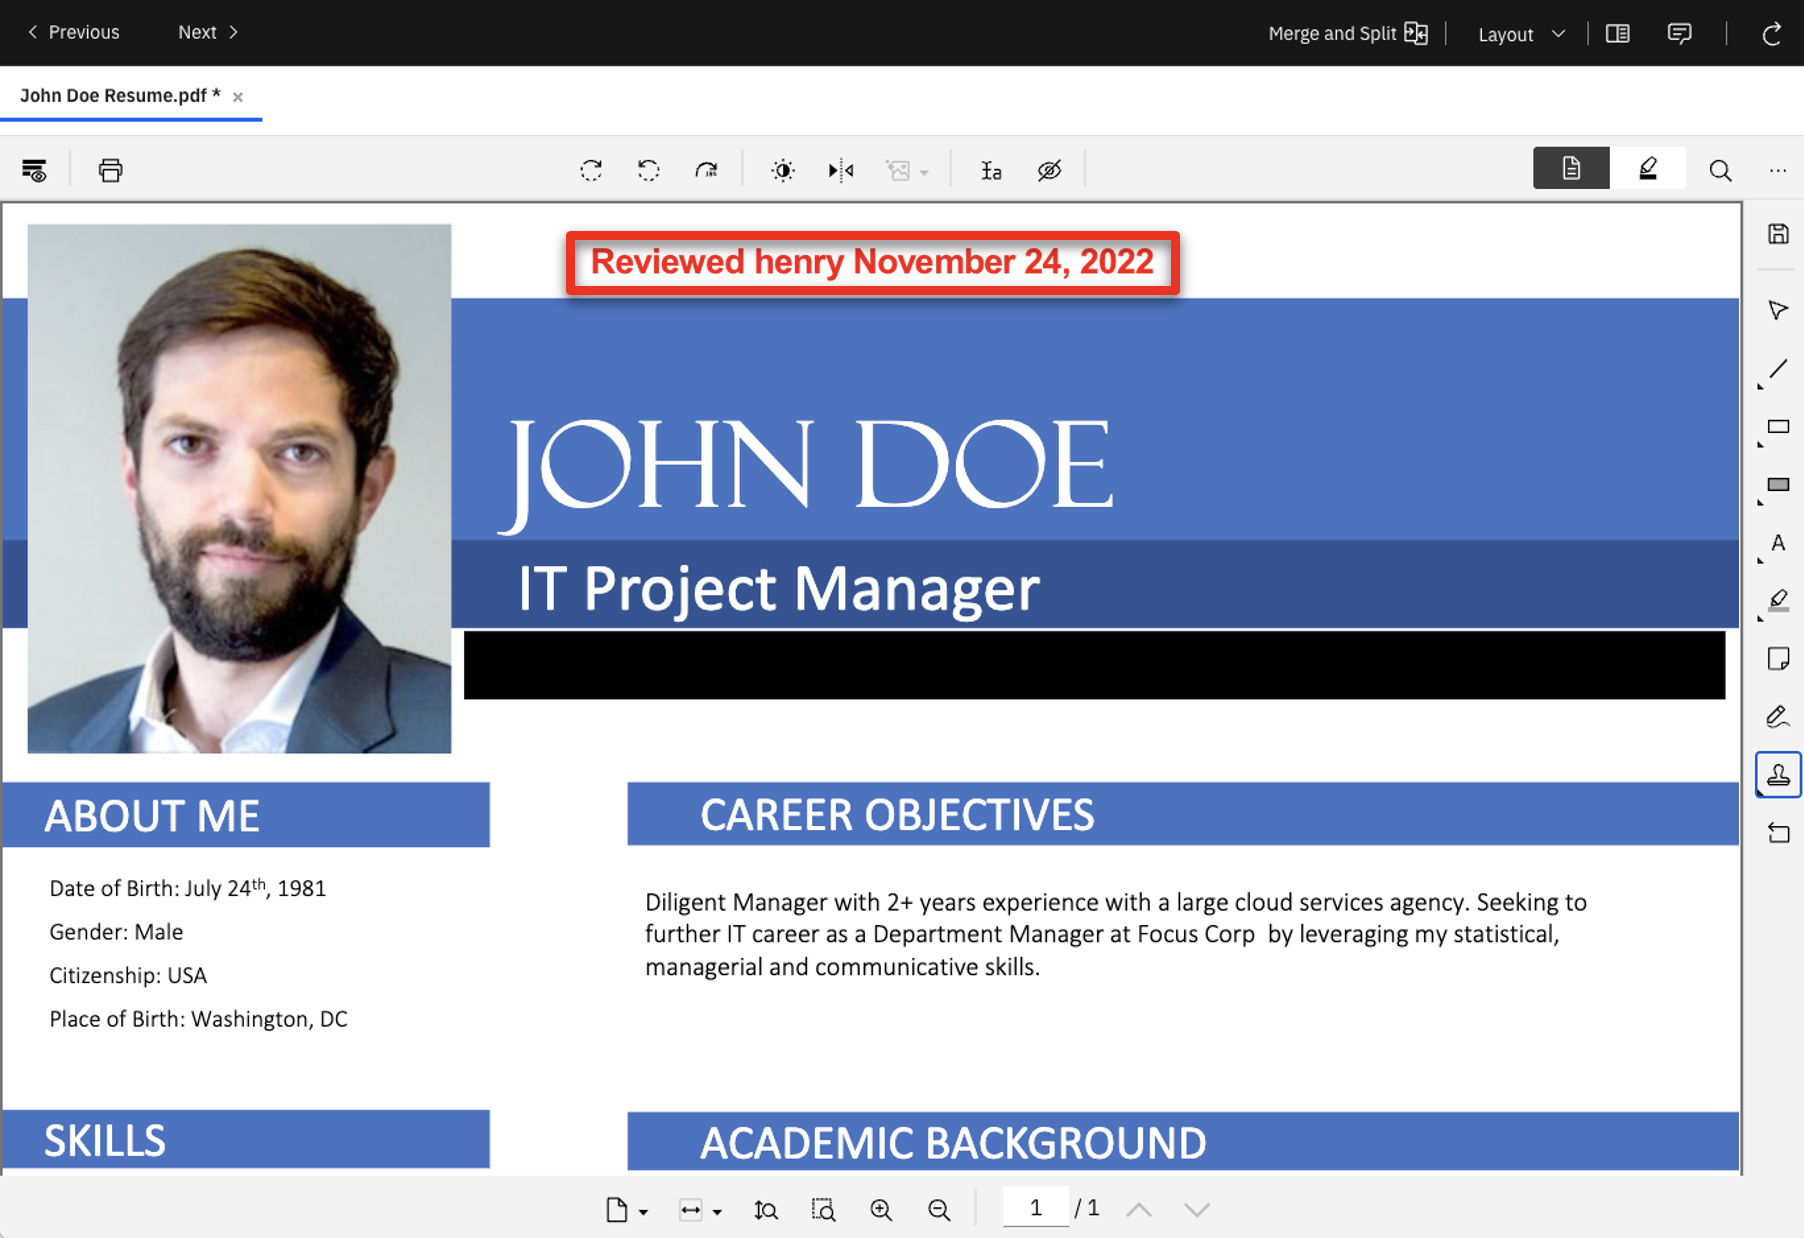 Previous Next Merge and Split Layout
John Doe Resume.pdf * ×
Reviewed henry November 24, 2022
JOHN DOE
IT Project Manager
ABOUT ME
Date of Birth: July 24th, 1981
Gender: Male
Citizenship: USA
Place of Birth: Washington, DC
CAREER OBJECTIVES
Diligent Manager with 2+ years experience with a large cloud services agency. Seeking to
further IT career as a Department Manager at Focus Corp by leveraging my statistical,
managerial and communicative skills.
SKILLS
ACADEMIC BACKGROUND
1 / 1